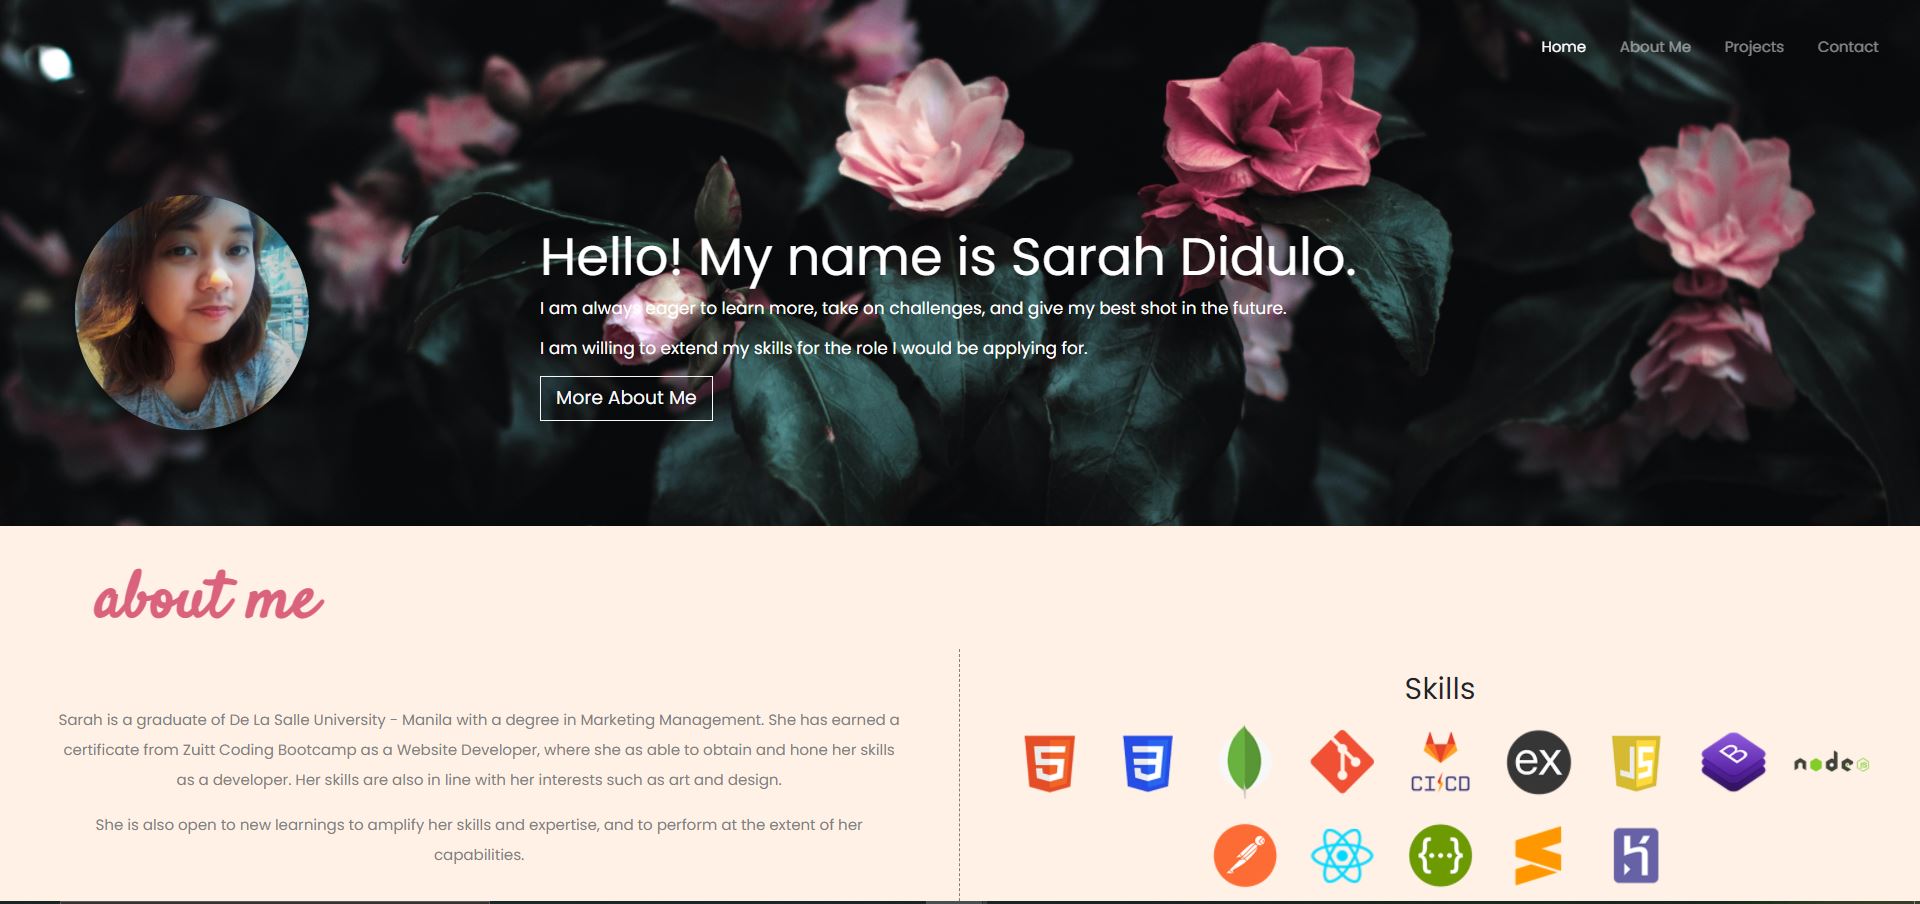 Home About Me Projects Contact
Hello! My name is Sarah Didulo.
I am always eager to learn more, take on challenges, and give my best shot in the future.
I am willing to extend my skills for the role I would be applying for.
More About Me
about me
Sarah is a graduate of De La Salle University - Manila with a degree in Marketing Management. She has earned a
certificate from Zuitt Coding Bootcamp as a Website Developer, where she as able to obtain and hone her skills
as a developer. Her skills are also in line with her interests such as art and design.
She is also open to new learnings to amplify her skills and expertise, and to perform at the extent of her
capabilities.
Skills
5 3 CI CD ex JS B node JS
{...}